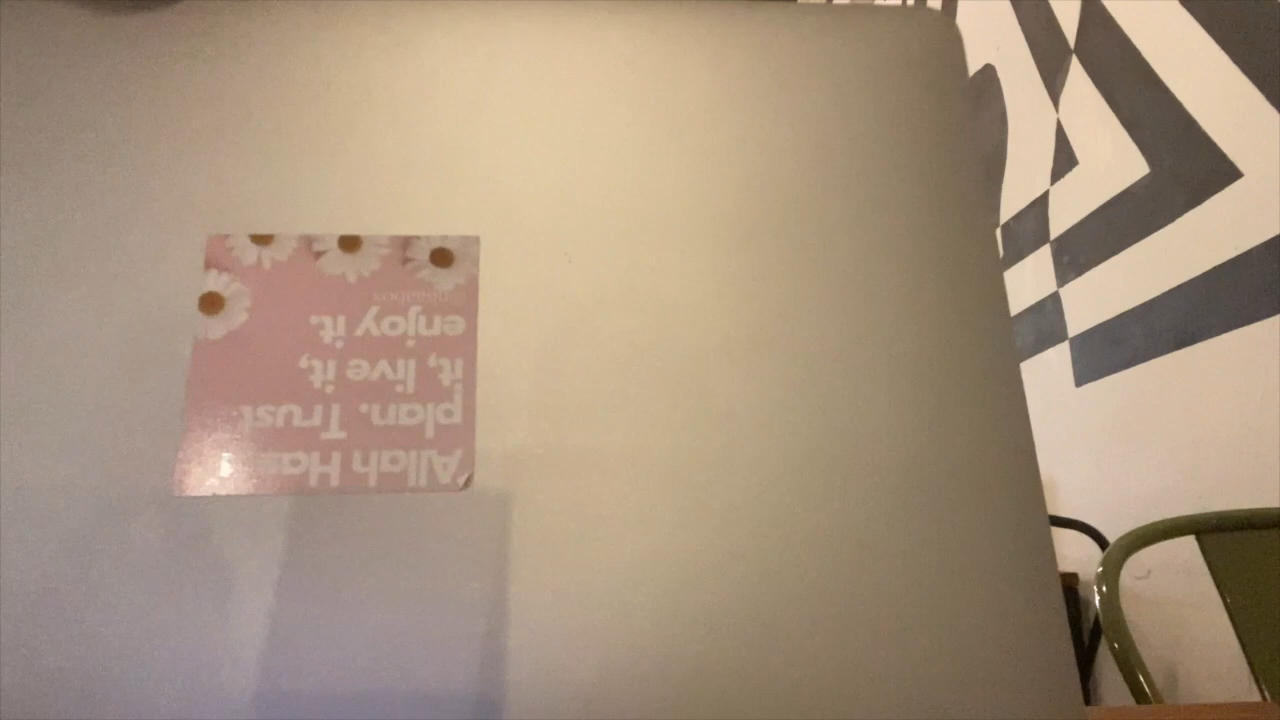 Allah Has a
plan. Trust
it, live it,
enjoy it.